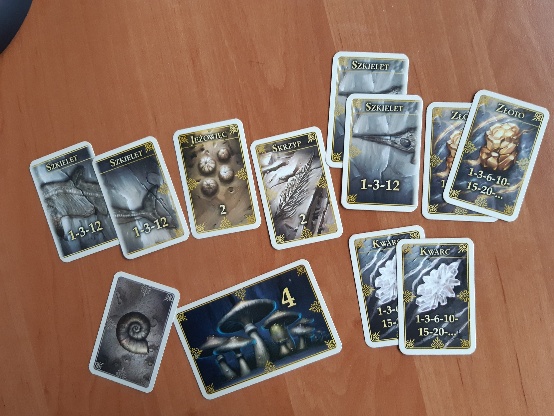 Szkielet
1-3-12
Szkielet
1-3-12
Jeżowiec
2
Skrzyp
2
Szkielet
Szkielet
1-3-12
Złoto
1-3-6-10-
15-20-...
Kwarc
1-3-6-10-
15-20-...
4